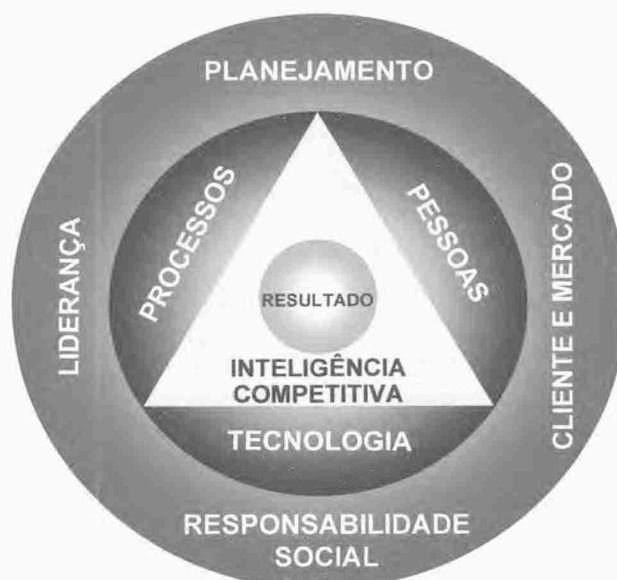 PLANEJAMENTO
LIDERANÇA
PROCESSOS
PESSOAS
CLIENTE E MERCADO
RESULTADO
INTELIGÊNCIA
COMPETITIVA
TECNOLOGIA
RESPONSABILIDADE
SOCIAL